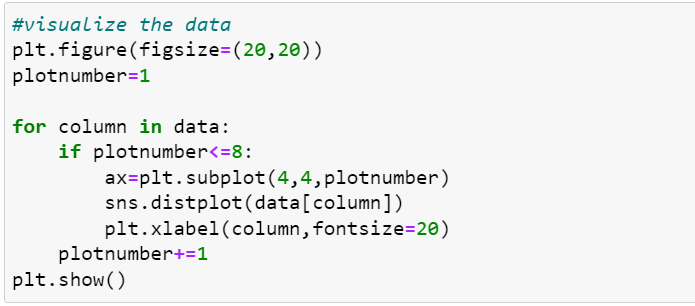 #visualize the data
plt.figure(figsize=(20,20))
plotnumber=1
for column in data:
    if plotnumber<=8:
        ax=plt.subplot(4,4,plotnumber)
        sns.distplot(data[column])
        plt.xlabel(column,fontsize=20)
    plotnumber+=1
plt.show()